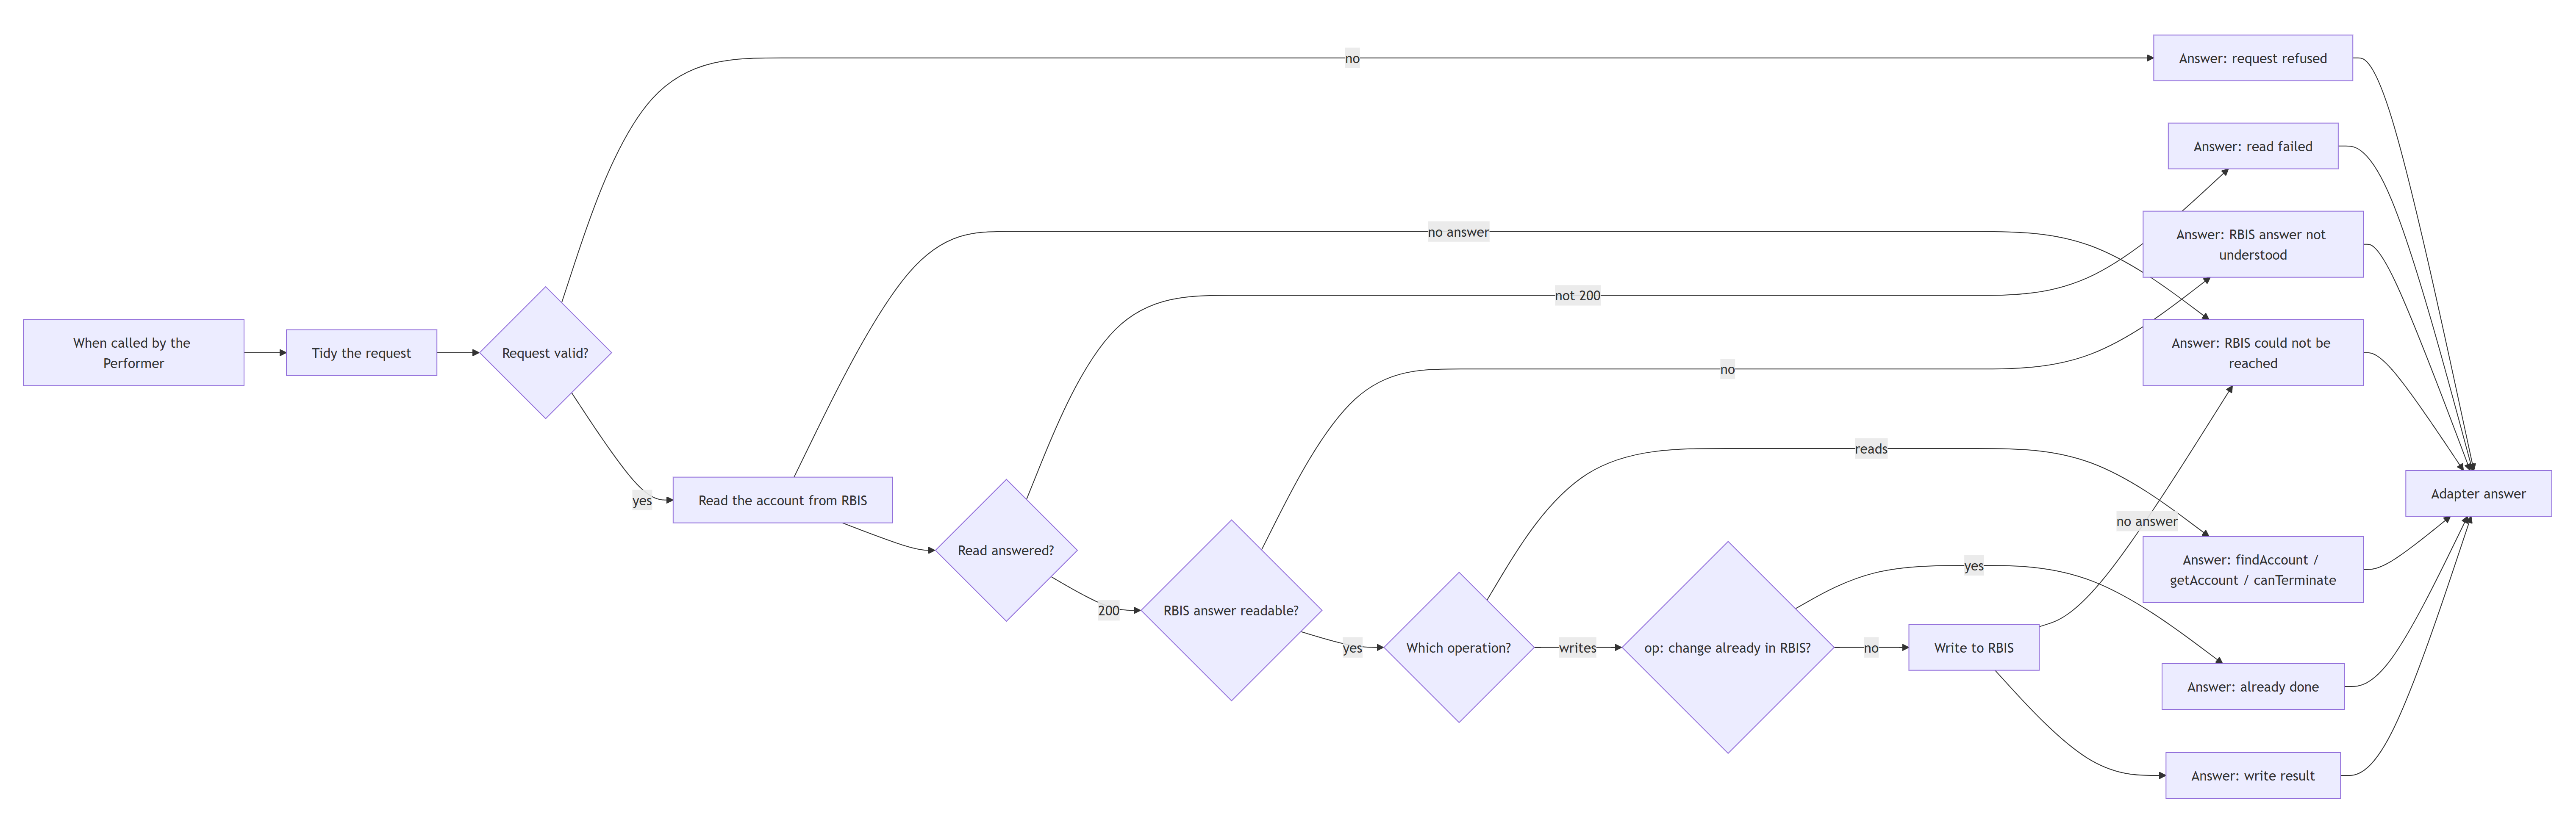 no
Answer: request refused
Answer: read failed
no answer
Answer: RBIS answer not
understood
not 200
When called by the
Performer
Tidy the request
Request valid?
Answer: RBIS could not be
reached
no
reads
yes
Read the account from RBIS
Adapter answer
no answer
Read answered?
Answer: findAccount /
getAccount / canTerminate
yes
200
RBIS answer readable?
yes
Which operation?
writes
op: change already in RBIS?
no
Write to RBIS
Answer: already done
Answer: write result